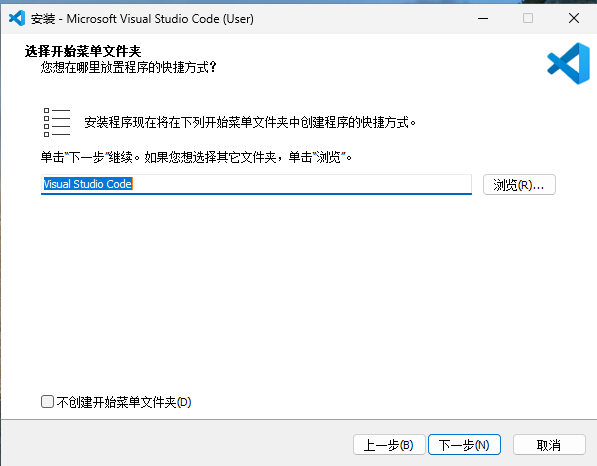 安装 - Microsoft Visual Studio Code (User)
选择开始菜单文件夹
您想在哪里放置程序的快捷方式?
安装程序现在将在下列开始菜单文件夹中创建程序的快捷方式。
单击“下一步”继续。如果您想选择其它文件夹，单击“浏览”。
Visual Studio Code
浏览(R)...
不创建开始菜单文件夹(D)
上一步(B)
下一步(N)
取消